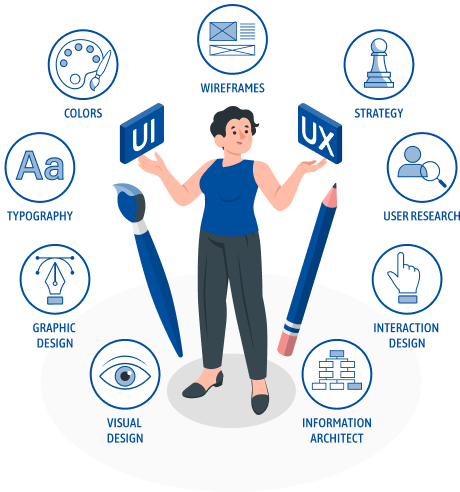 WIREFRAMES
COLORS
STRATEGY
UI
UX
Aa
TYPOGRAPHY
USER RESEARCH
GRAPHIC
DESIGN
INTERACTION
DESIGN
VISUAL
DESIGN
INFORMATION
ARCHITECT